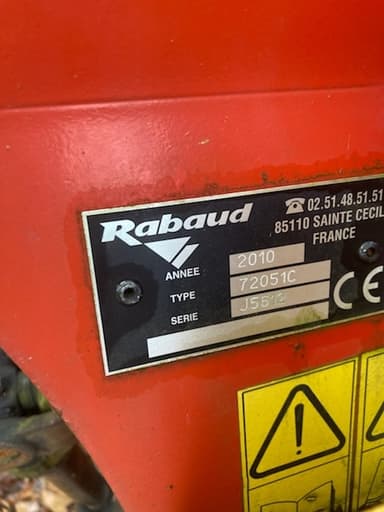 Rabaud
☎ 02.51.48.51.51
85110 SAINTE CECIL
FRANCE
ANNEE 2010
TYPE 72051C
SERIE
CE